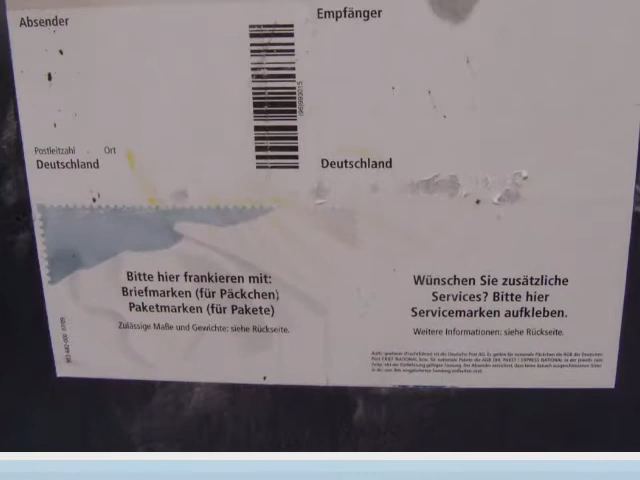 Absender
Empfänger
Postleitzahl Ort
Deutschland
Deutschland
Bitte hier frankieren mit:
Briefmarken (für Päckchen)
Paketmarken (für Pakete)
Zulässige Maße und Gewichte: siehe Rückseite.
Wünschen Sie zusätzliche
Services? Bitte hier
Servicemarken aufkleben.
Weitere Informationen: siehe Rückseite.